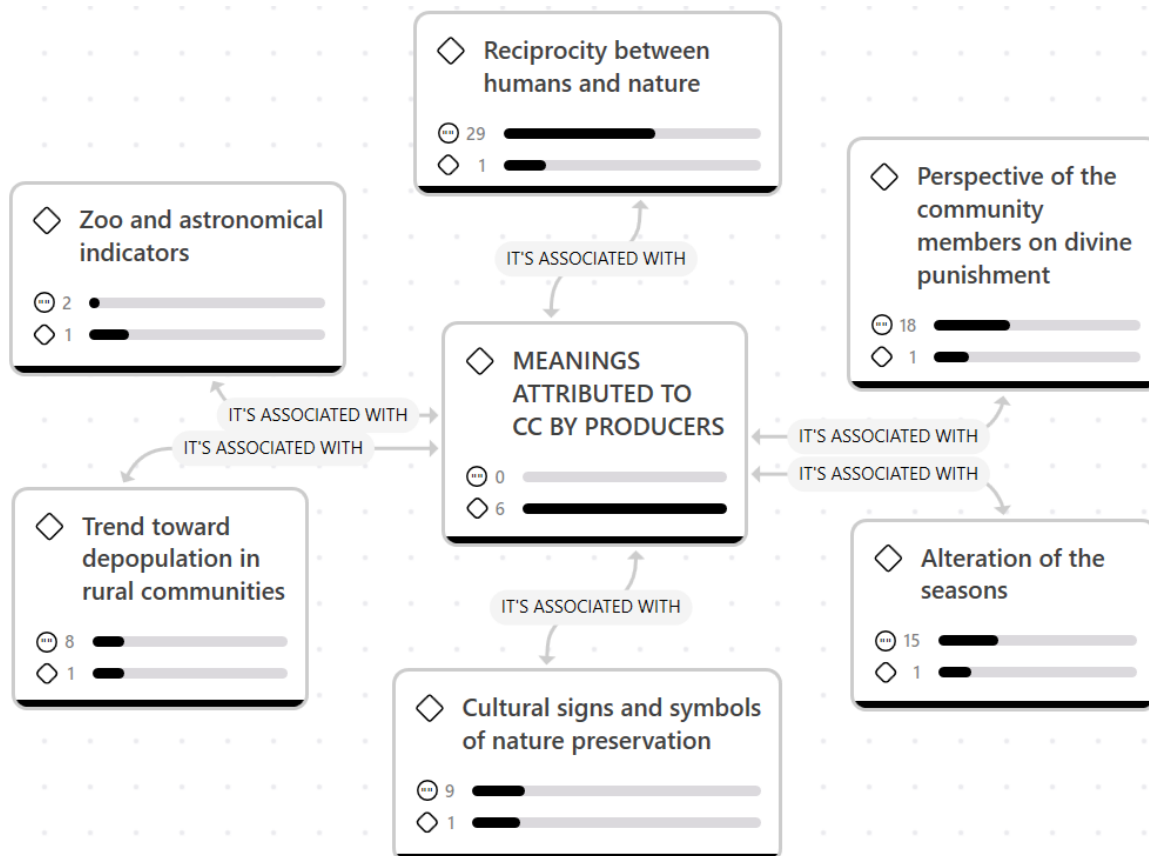 Reciprocity between
humans and nature
29
1
Perspective of the
community
members on divine
punishment
18
1
Zoo and astronomical
indicators
2
1
IT'S ASSOCIATED WITH
MEANINGS
ATTRIBUTED TO
CC BY PRODUCERS
0
6
IT'S ASSOCIATED WITH
IT'S ASSOCIATED WITH
IT'S ASSOCIATED WITH
IT'S ASSOCIATED WITH
Trend toward
depopulation in
rural communities
8
1
Alteration of the
seasons
15
1
IT'S ASSOCIATED WITH
Cultural signs and symbols
of nature preservation
9
1